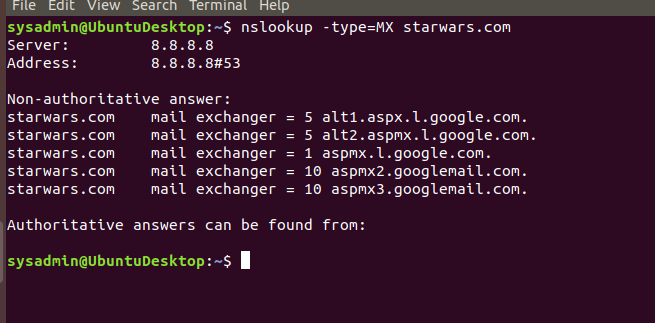 File Edit View Search Terminal Help
sysadmin@UbuntuDesktop:~$ nslookup -type=MX starwars.com
Server: 8.8.8.8
Address: 8.8.8.8#53
Non-authoritative answer:
starwars.com mail exchanger = 5 alt1.aspx.l.google.com.
starwars.com mail exchanger = 5 alt2.aspmx.l.google.com.
starwars.com mail exchanger = 1 aspmx.l.google.com.
starwars.com mail exchanger = 10 aspmx2.googlemail.com.
starwars.com mail exchanger = 10 aspmx3.googlemail.com.
Authoritative answers can be found from:
sysadmin@UbuntuDesktop:~$